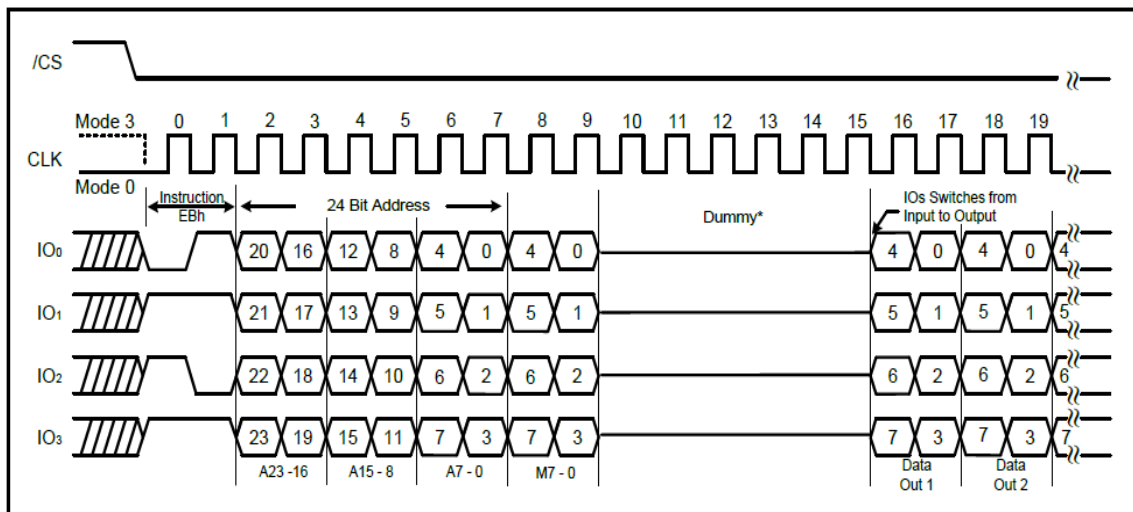 /CS
Mode 3 0 1 2 3 4 5 6 7 8 9 10 11 12 13 14 15 16 17 18 19
CLK
Mode 0
Instruction
EBh
24 Bit Address
Dummy*
IOs Switches from
Input to Output
IO0 20 16 12 8 4 0 4 0 4 0 4 0 4
IO1 21 17 13 9 5 1 5 1 5 1 5 1 5
IO2 22 18 14 10 6 2 6 2 6 2 6 2 6
IO3 23 19 15 11 7 3 7 3 7 3 7 3 7
A23 -16 A15 - 8 A7 - 0 M7 - 0
Data
Out 1
Data
Out 2